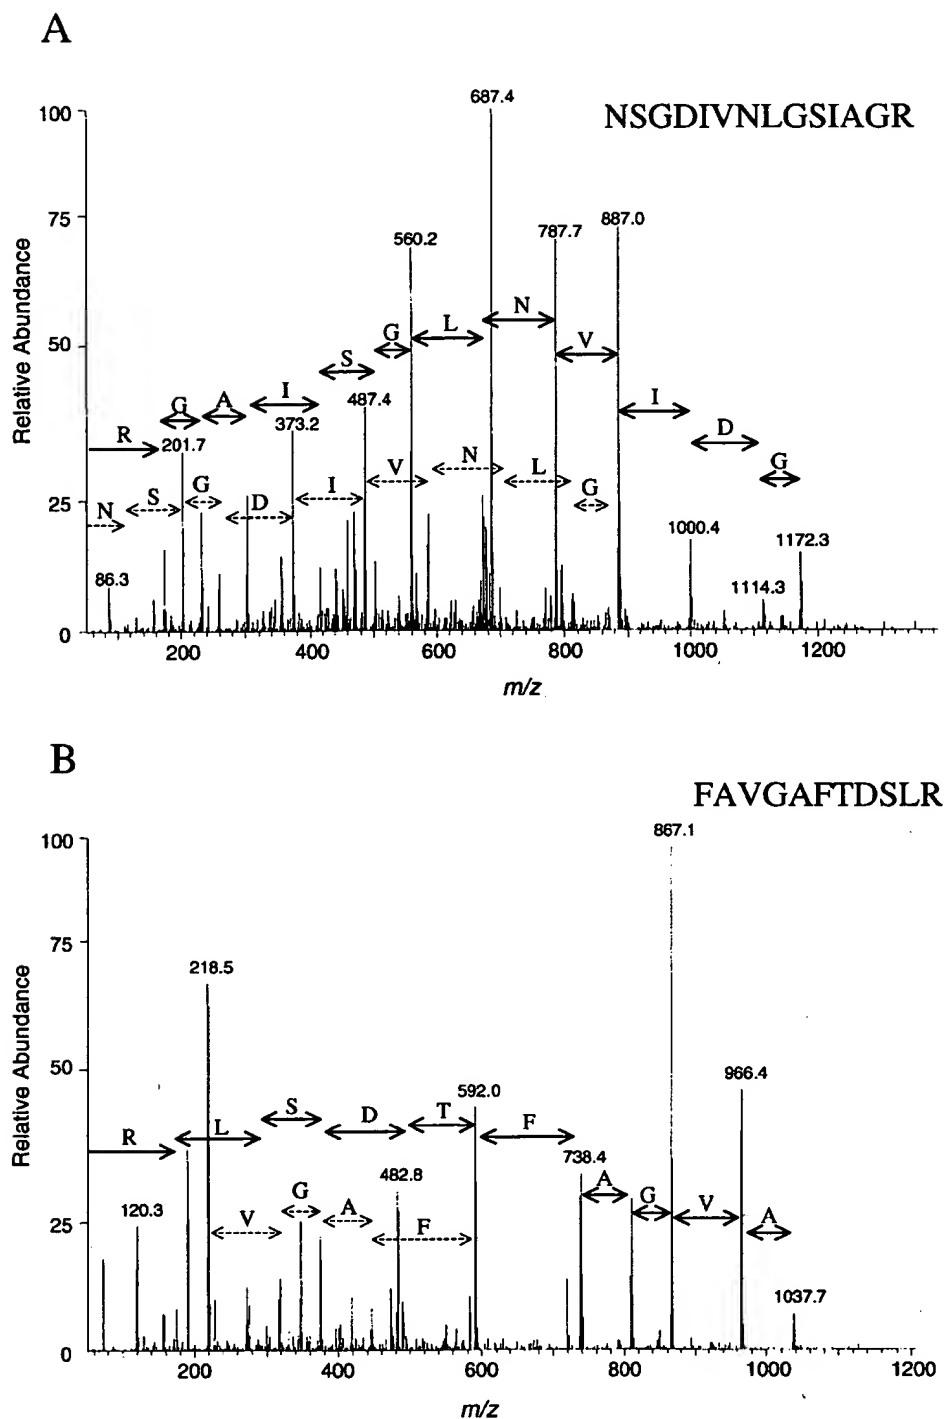 A
NSGDIVNLGSIAGR
687.4
100
887.0
787.7
75
560.2
N
L
V
G
50
S
I
A
487.4
I
G
373.2
D
R
201.7
G
N
V
L
I
25
S
G
D
G
N
1000.4
1172.3
86.3
1114.3
0
200 400 600 800 1000 1200
Relative Abundance
m/z
B
FAVGAFTDSLR
867.1
100
75
218.5
50
966.4
592.0
S
T
R
L
D
F
738.4
482.8
A
120.3
G
A
G
V
A
25
V
F
1037.7
0
200 400 600 800 1000 1200
Relative Abundance
m/z